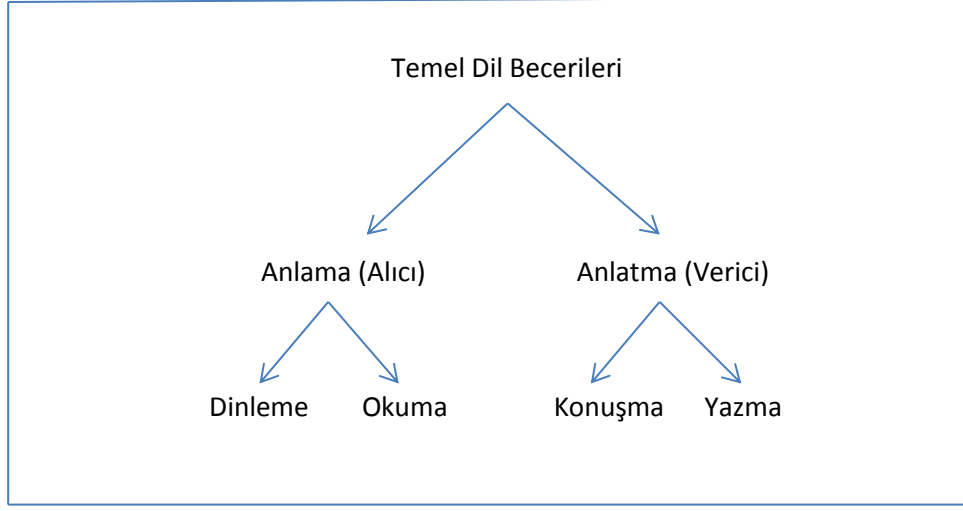 Temel Dil Becerileri
Anlama (Alıcı) Anlatma (Verici)
Dinleme Okuma Konuşma Yazma